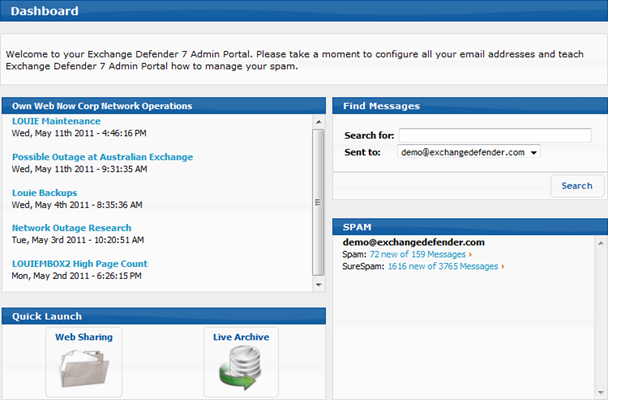 Dashboard
Welcome to your Exchange Defender 7 Admin Portal. Please take a moment to configure all your email addresses and teach
Exchange Defender 7 Admin Portal how to manage your spam.
Own Web Now Corp Network Operations
LOUIE Maintenance
Wed, May 11th 2011 - 4:46:16 PM
Possible Outage at Australian Exchange
Wed, May 11th 2011 - 9:31:35 AM
Louie Backups
Wed, May 4th 2011 - 8:35:36 AM
Network Outage Research
Tue, May 3rd 2011 - 10:20:51 AM
LOUIEMBOX2 High Page Count
Mon, May 2nd 2011 - 6:26:15 PM
Quick Launch
Web Sharing
Live Archive
Find Messages
Search for:
Sent to: demo@exchangedefender.com
Search
SPAM
demo@exchangedefender.com
Spam: 72 new of 159 Messages
SureSpam: 1616 new of 3765 Messages